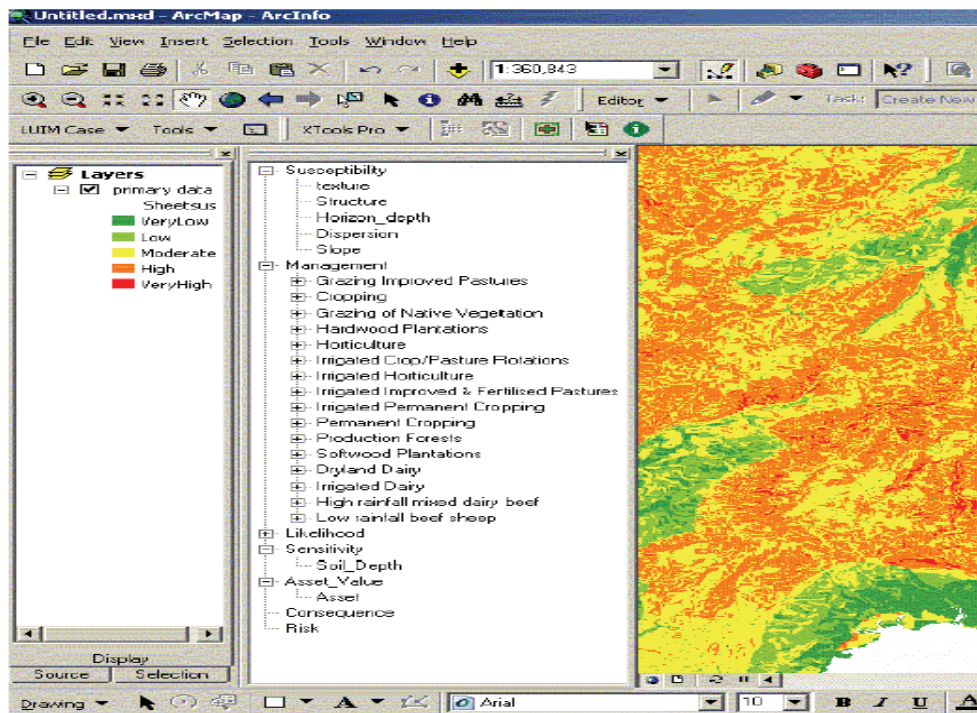 Untitled.mxd - ArcMap - ArcInfo
File Edit View Insert Selection Tools Window Help
1:360,843
Editor Task: Create New
LUIM Case Tools XTools Pro
Layers
primary data
Sheetsus
VeryLow
Low
Moderate
High
VeryHigh
Display
Source Selection
Susceptibility
texture
Structure
Horizon_depth
Dispersion
Slope
Management
Grazing Improved Pastures
Cropping
Grazing of Native Vegetation
Hardwood Plantations
Horticulture
Irrigated Crop/Pasture Rotations
Irrigated Horticulture
Irrigated Improved & Fertilised Pastures
Irrigated Permanent Cropping
Permanent Cropping
Production Forests
Softwood Plantations
Dryland Dairy
Irrigated Dairy
High rainfall mixed dairy beef
Low rainfall beef sheep
Likelihood
Sensitivity
Soil_Depth
Asset_Value
Asset
Consequence
Risk
Drawing A Arial 10 B I U A